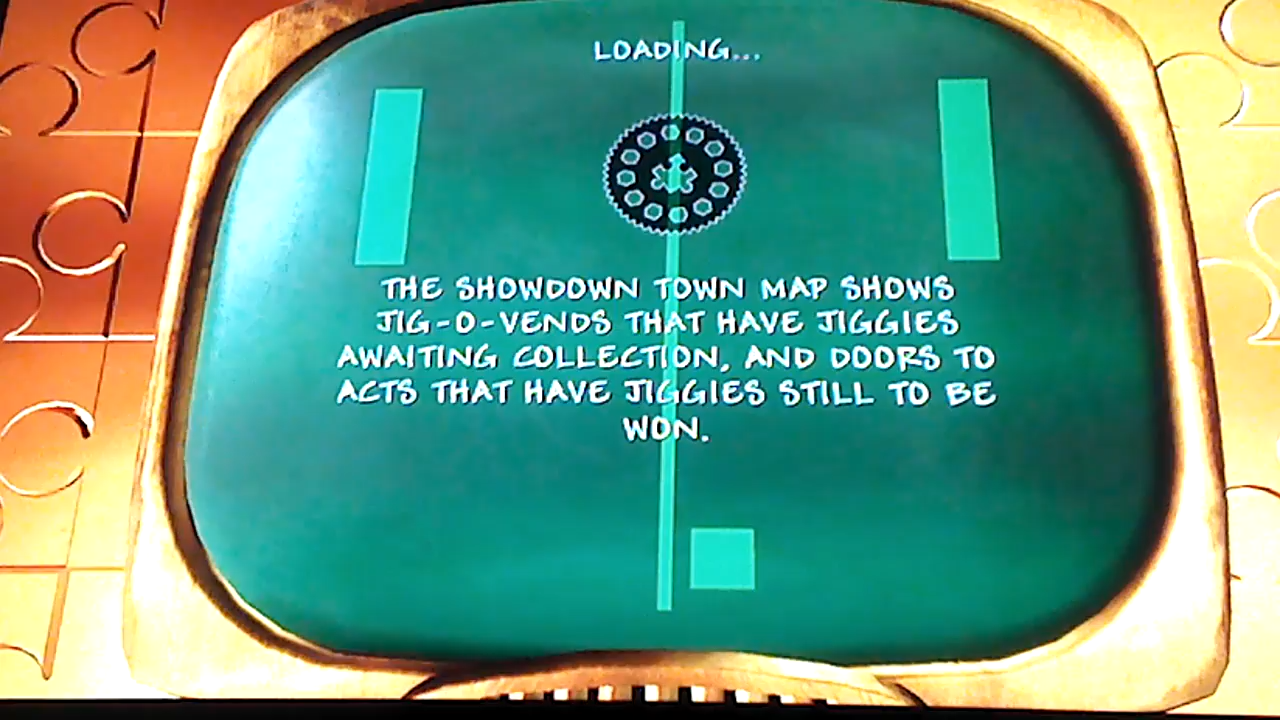 LOADING...
THE SHOWDOWN TOWN MAP SHOWS
JIG-O-VENDS THAT HAVE JIGGIES
AWAITING COLLECTION, AND DOORS TO
ACTS THAT HAVE JIGGIES STILL TO BE
WON.